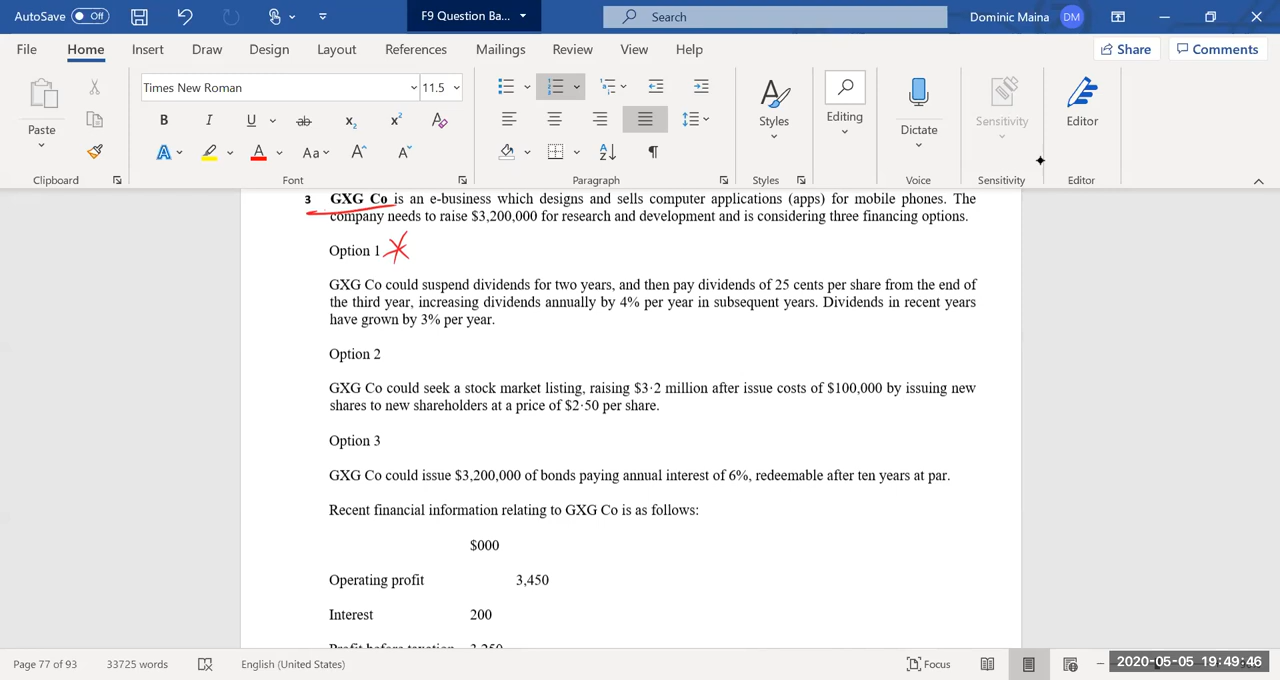 AutoSave Off F9 Question Ba... Search Dominic Maina DM
File Home Insert Draw Design Layout References Mailings Review View Help Share Comments
Times New Roman 11.5
Paste Styles Editing Dictate Sensitivity Editor
B I U ab x2 x2 A
A A Aa A A
Clipboard Font Paragraph Styles Voice Sensitivity Editor
3 GXG Co is an e-business which designs and sells computer applications (apps) for mobile phones. The
company needs to raise $3,200,000 for research and development and is considering three financing options.
Option 1
GXG Co could suspend dividends for two years, and then pay dividends of 25 cents per share from the end of
the third year, increasing dividends annually by 4% per year in subsequent years. Dividends in recent years
have grown by 3% per year.
Option 2
GXG Co could seek a stock market listing, raising $3·2 million after issue costs of $100,000 by issuing new
shares to new shareholders at a price of $2·50 per share.
Option 3
GXG Co could issue $3,200,000 of bonds paying annual interest of 6%, redeemable after ten years at par.
Recent financial information relating to GXG Co is as follows:
$000
Operating profit 3,450
Interest 200
Profit before taxation 3,250
Page 77 of 93 33725 words English (United States) Focus 2020-05-05 19:49:46